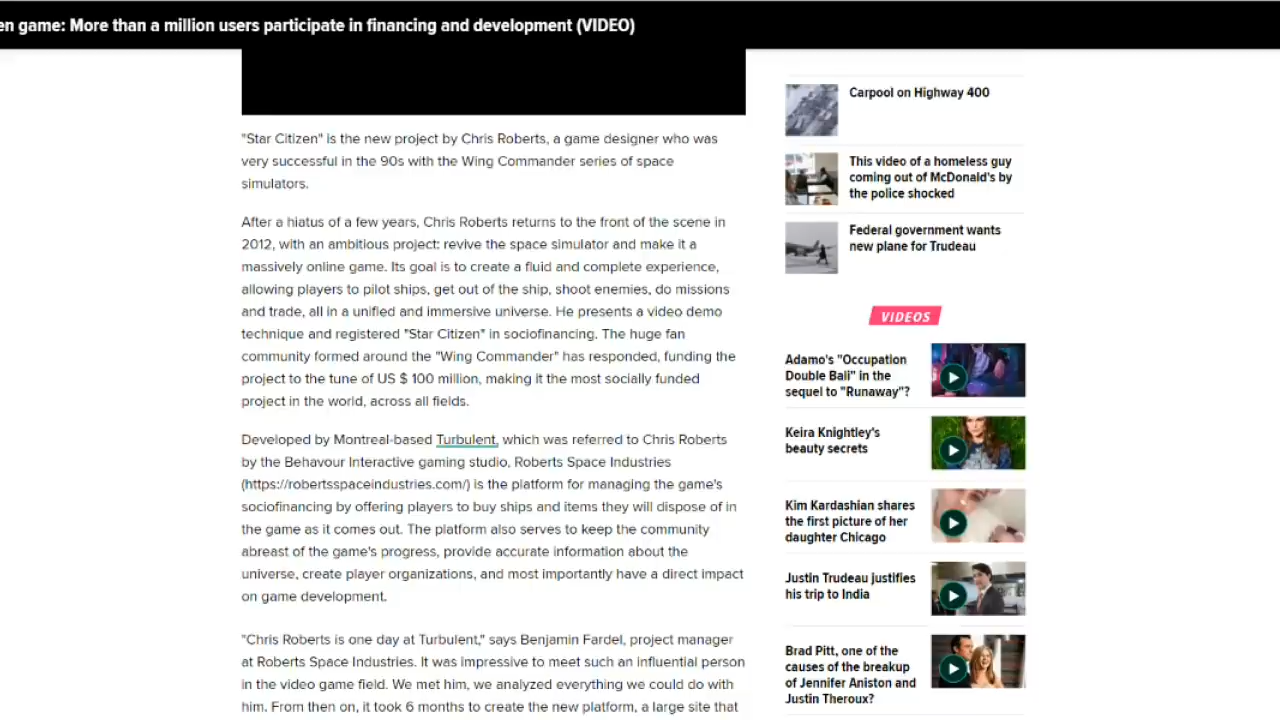 en game: More than a million users participate in financing and development (VIDEO)
"Star Citizen" is the new project by Chris Roberts, a game designer who was
very successful in the 90s with the Wing Commander series of space
simulators.
After a hiatus of a few years, Chris Roberts returns to the front of the scene in
2012, with an ambitious project: revive the space simulator and make it a
massively online game. Its goal is to create a fluid and complete experience,
allowing players to pilot ships, get out of the ship, shoot enemies, do missions
and trade, all in a unified and immersive universe. He presents a video demo
technique and registered "Star Citizen" in sociofinancing. The huge fan
community formed around the "Wing Commander" has responded, funding the
project to the tune of US $ 100 million, making it the most socially funded
project in the world, across all fields.
Developed by Montreal-based Turbulent, which was referred to Chris Roberts
by the Behavour Interactive gaming studio, Roberts Space Industries
(https://robertsspaceindustries.com/) is the platform for managing the game's
sociofinancing by offering players to buy ships and items they will dispose of in
the game as it comes out. The platform also serves to keep the community
abreast of the game's progress, provide accurate information about the
universe, create player organizations, and most importantly have a direct impact
on game development.
"Chris Roberts is one day at Turbulent," says Benjamin Fardel, project manager
at Roberts Space Industries. It was impressive to meet such an influential person
in the video game field. We met him, we analyzed everything we could do with
him. From then on, it took 6 months to create the new platform, a large site that
Carpool on Highway 400
This video of a homeless guy
coming out of McDonald's by
the police shocked
Federal government wants
new plane for Trudeau
VIDEOS
Adamo's "Occupation
Double Bali" in the
sequel to "Runaway"?
Keira Knightley's
beauty secrets
Kim Kardashian shares
the first picture of her
daughter Chicago
Justin Trudeau justifies
his trip to India
Brad Pitt, one of the
causes of the breakup
of Jennifer Aniston and
Justin Theroux?